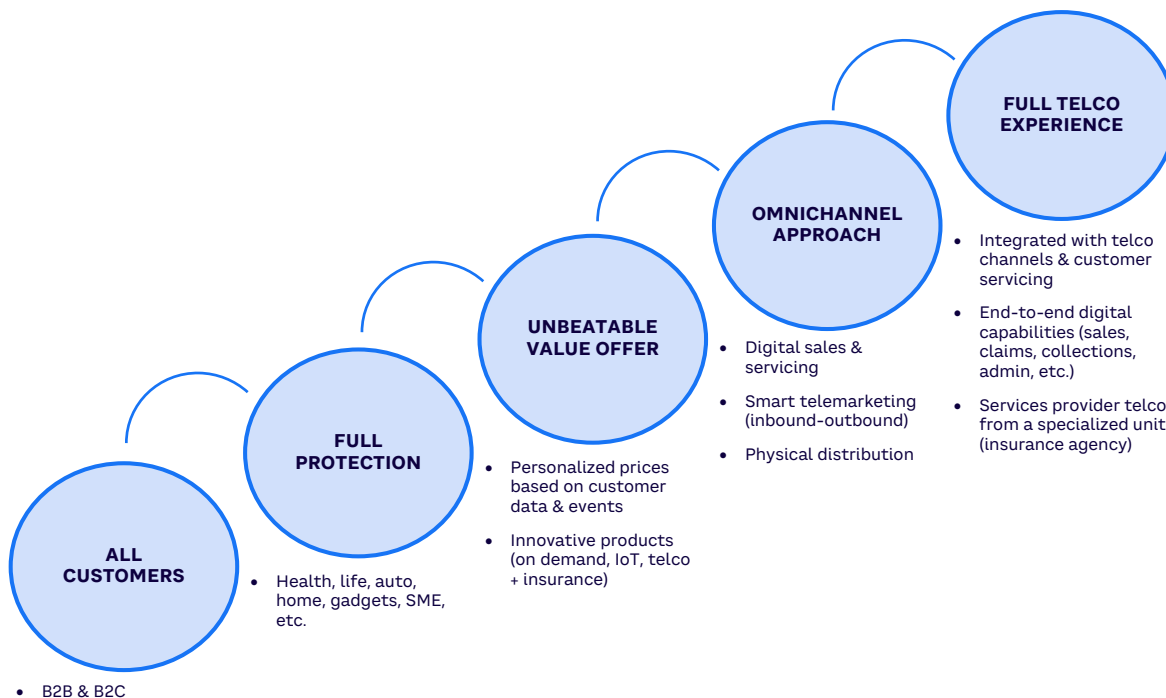 ALL
CUSTOMERS
• B2B & B2C
FULL
PROTECTION
• Health, life, auto,
home, gadgets, SME,
etc.
UNBEATABLE
VALUE OFFER
• Personalized prices
based on customer
data & events
• Innovative products
(on demand, IoT, telco
+ insurance)
OMNICHANNEL
APPROACH
• Digital sales &
servicing
• Smart telemarketing
(inbound-outbound)
• Physical distribution
FULL TELCO
EXPERIENCE
• Integrated with telco
channels & customer
servicing
• End-to-end digital
capabilities (sales,
claims, collections,
admin, etc.)
• Services provider telco
from a specialized unit
(insurance agency)